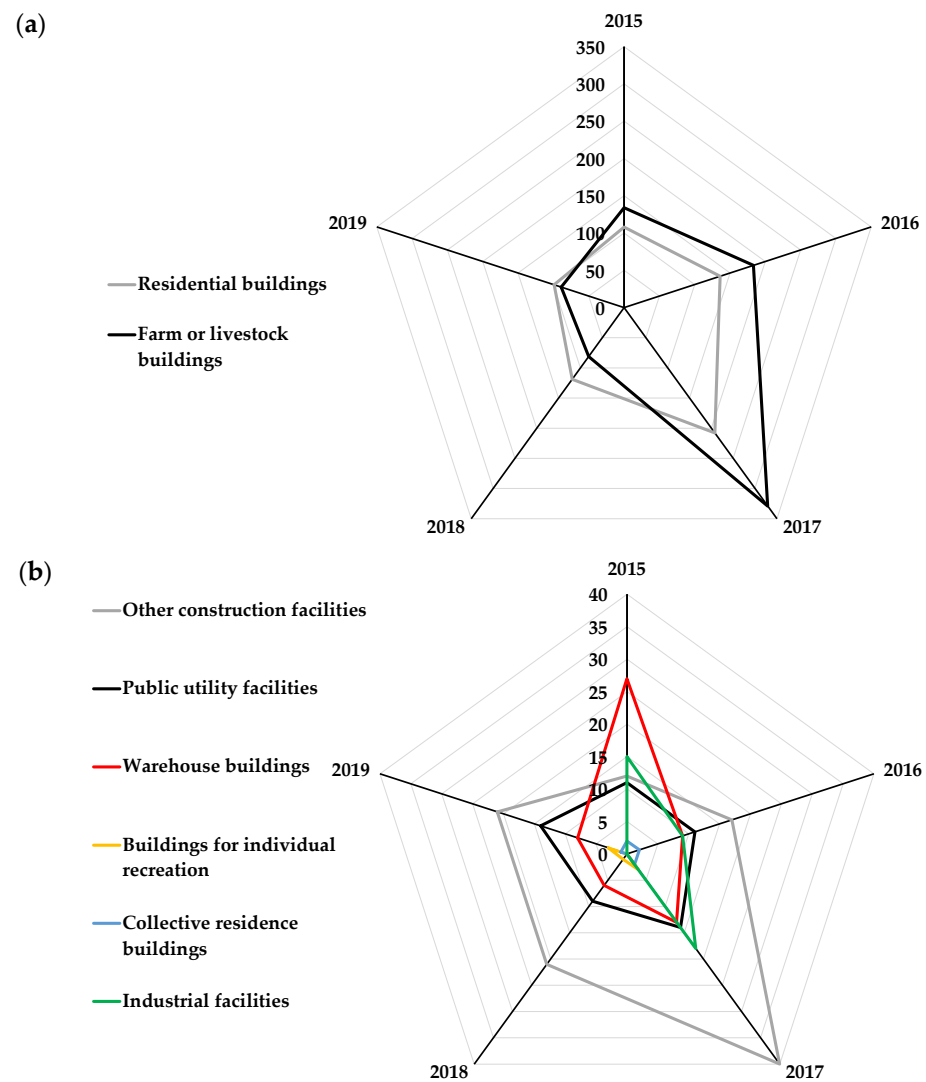 (a)
2015
350
300
250
200
150
100
50
0
2016
2017
2018
2019
Residential buildings
Farm or livestock
buildings
(b)
2015
40
35
30
25
20
15
10
5
0
2016
2017
2018
2019
Other construction facilities
Public utility facilities
Warehouse buildings
Buildings for individual
recreation
Collective residence
buildings
Industrial facilities